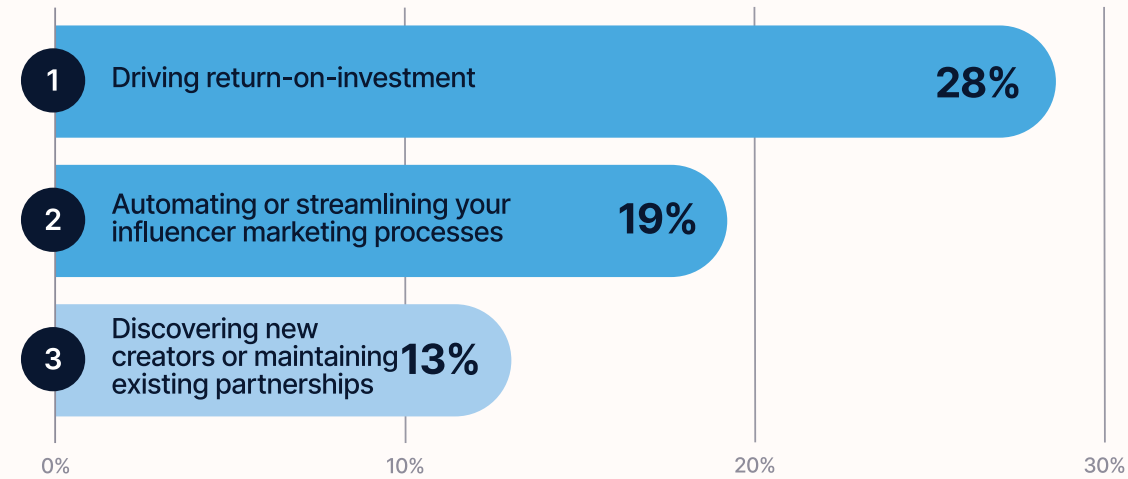 1 Driving return-on-investment 28%
2 Automating or streamlining your
influencer marketing processes 19%
3 Discovering new
creators or maintaining 13%
existing partnerships
0% 10% 20% 30%